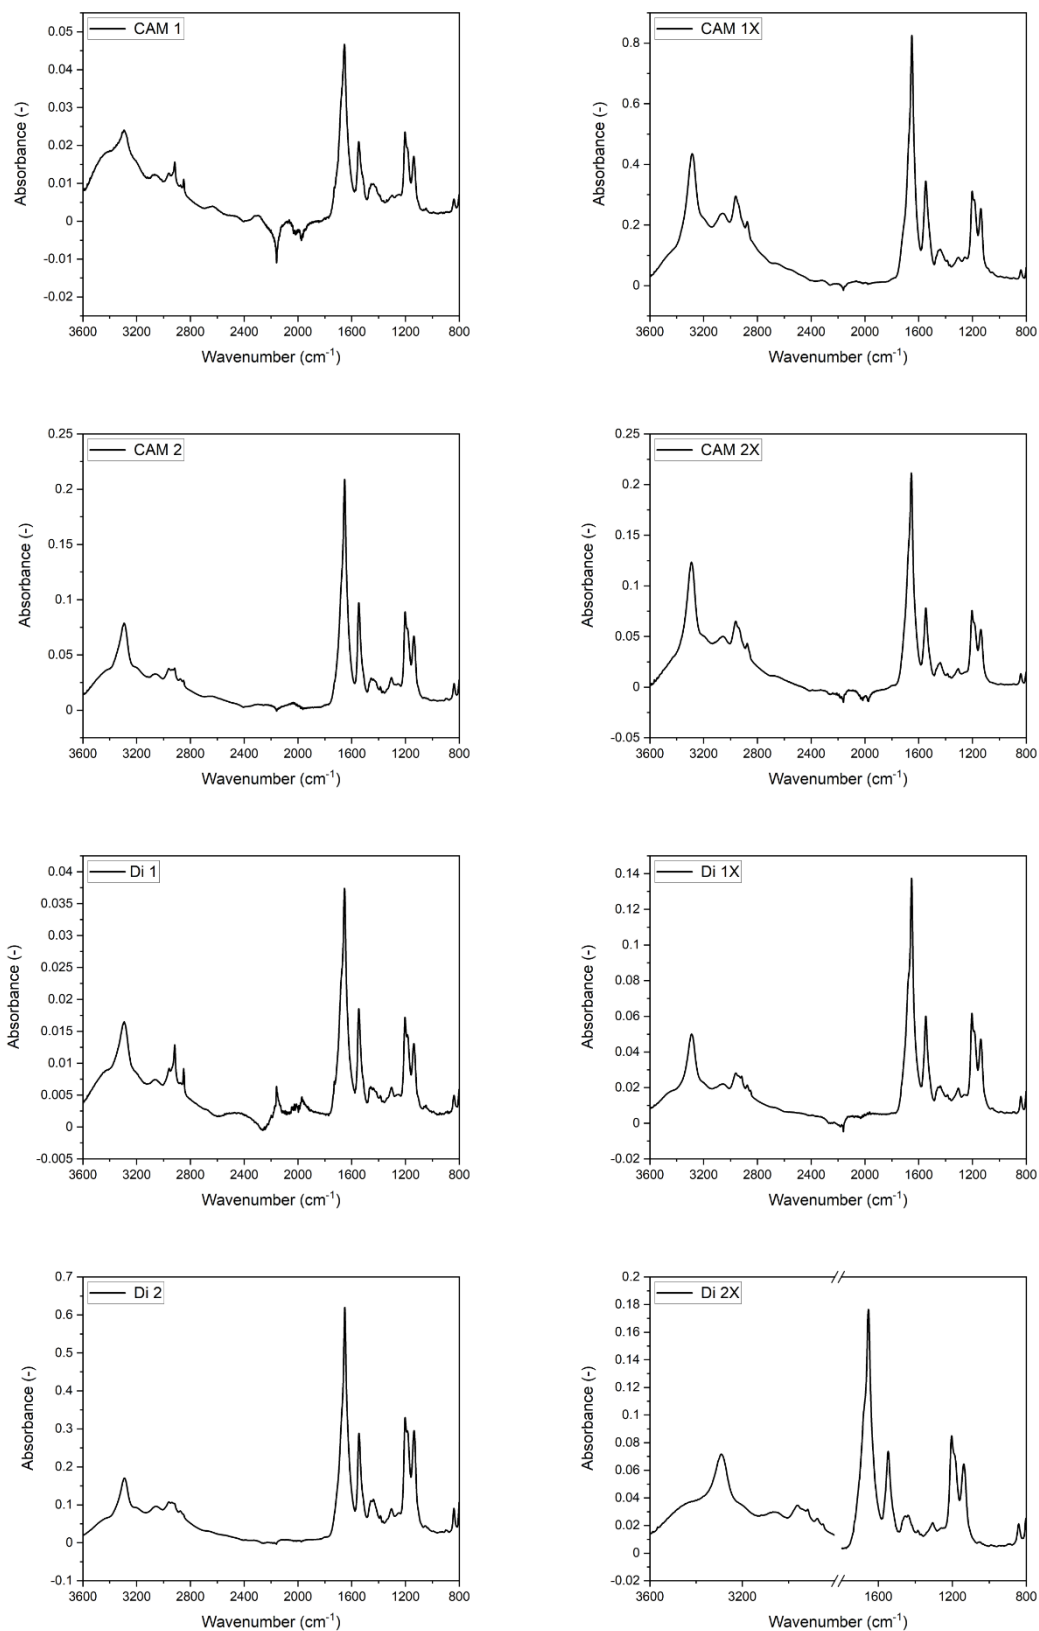 CAM 1
Absorbance (-)
0.05
0.04
0.03
0.02
0.01
0
-0.01
-0.02
3600 3200 2800 2400 2000 1600 1200 800
Wavenumber (cm⁻¹)
CAM 1X
Absorbance (-)
0.8
0.6
0.4
0.2
0
3600 3200 2800 2400 2000 1600 1200 800
Wavenumber (cm⁻¹)
CAM 2
Absorbance (-)
0.25
0.2
0.15
0.1
0.05
0
3600 3200 2800 2400 2000 1600 1200 800
Wavenumber (cm⁻¹)
CAM 2X
Absorbance (-)
0.25
0.2
0.15
0.1
0.05
0
-0.05
3600 3200 2800 2400 2000 1600 1200 800
Wavenumber (cm⁻¹)
Di 1
Absorbance (-)
0.04
0.035
0.03
0.025
0.02
0.015
0.01
0.005
0
-0.005
3600 3200 2800 2400 2000 1600 1200 800
Wavenumber (cm⁻¹)
Di 1X
Absorbance (-)
0.14
0.12
0.1
0.08
0.06
0.04
0.02
0
-0.02
3600 3200 2800 2400 2000 1600 1200 800
Wavenumber (cm⁻¹)
Di 2
Absorbance (-)
0.7
0.6
0.5
0.4
0.3
0.2
0.1
0
-0.1
3600 3200 2800 2400 2000 1600 1200 800
Wavenumber (cm⁻¹)
Di 2X
Absorbance (-)
0.2
0.18
0.16
0.14
0.12
0.1
0.08
0.06
0.04
0.02
0
-0.02
3600 3200 1600 1200 800
Wavenumber (cm⁻¹)